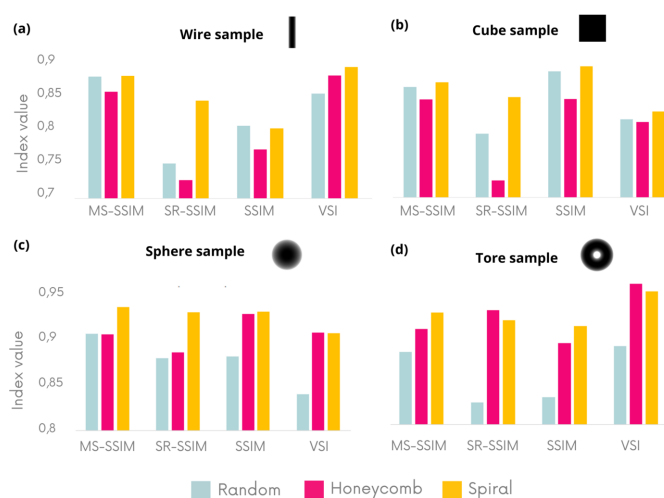 (a) Wire sample
(b) Cube sample
Index value
0,9
0,85
0,8
0,75
0,7
MS-SSIM SR-SSIM SSIM VSI
MS-SSIM SR-SSIM SSIM VSI
(c) Sphere sample
(d) Tore sample
Index value
0,95
0,9
0,85
0,8
MS-SSIM SR-SSIM SSIM VSI
MS-SSIM SR-SSIM SSIM VSI
Random Honeycomb Spiral